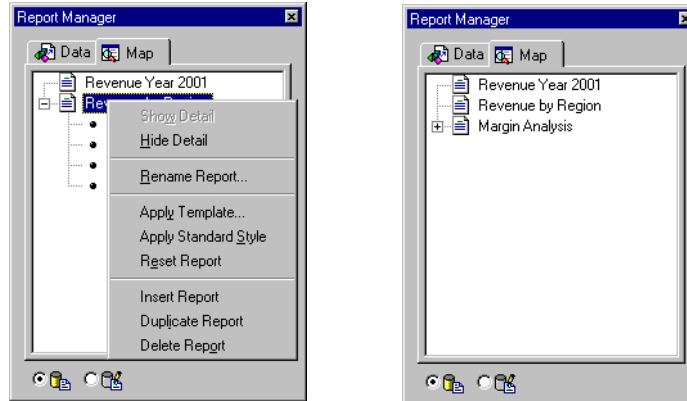 Report Manager
Data Map
Revenue Year 2001
Show Detail
Hide Detail
Rename Report...
Apply Template...
Apply Standard Style
Reset Report
Insert Report
Duplicate Report
Delete Report
Report Manager
Data Map
Revenue Year 2001
Revenue by Region
Margin Analysis